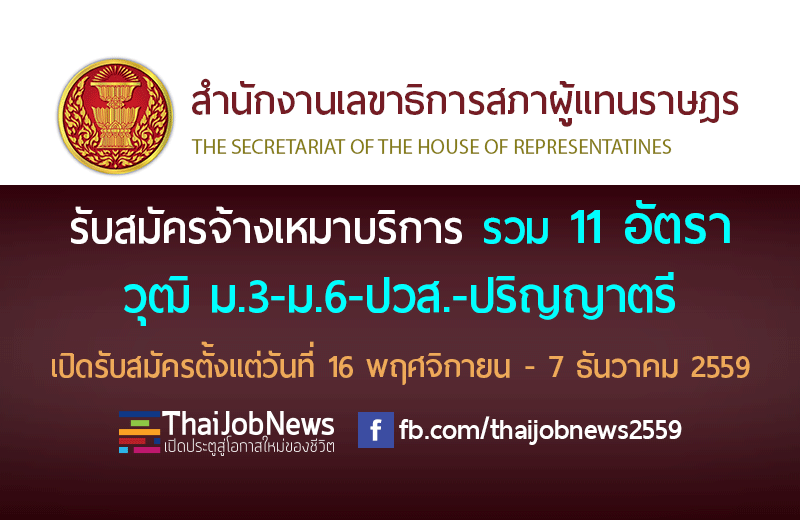 สำนักงานเลขาธิการสภาผู้แทนราษฎร
THE SECRETARIAT OF THE HOUSE OF REPRESENTATINES
รับสมัครจ้างเหมาบริการ รวม 11 อัตรา
วุฒิ ม.3-ม.6-ปวส.-ปริญญาตรี
เปิดรับสมัครตั้งแต่วันที่ 16 พฤศจิกายน - 7 ธันวาคม 2559
ThaiJobNews
เปิดประตูสู่โอกาสใหม่ของชีวิต
f fb.com/thaijobnews2559